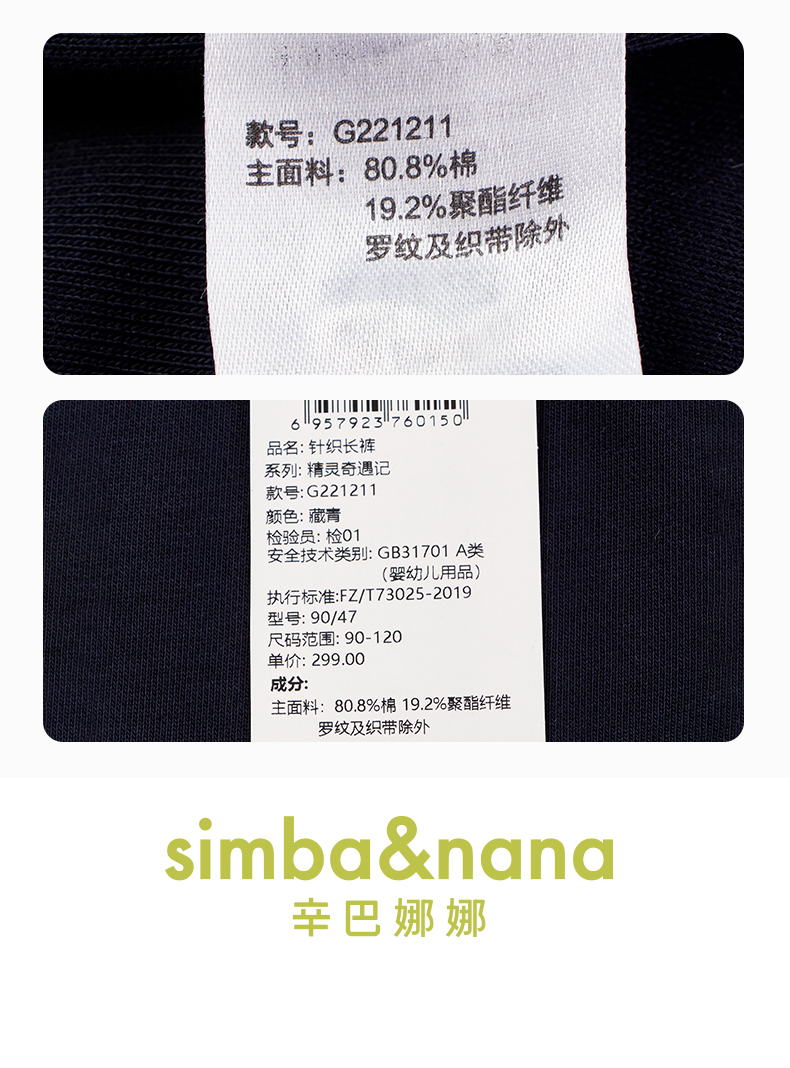 款号：G221211
主面料：80.8%棉
19.2%聚酯纤维
罗纹及织带除外
6 957923 760150
品名: 针织长裤
系列: 精灵奇遇记
款号:G221211
颜色: 藏青
检验员: 检01
安全技术类别: GB31701 A类
（婴幼儿用品）
执行标准:FZ/T73025-2019
型号: 90/47
尺码范围: 90-120
单价: 299.00
成分:
主面料：80.8%棉 19.2%聚酯纤维
罗纹及织带除外
simba&nana
辛巴娜娜